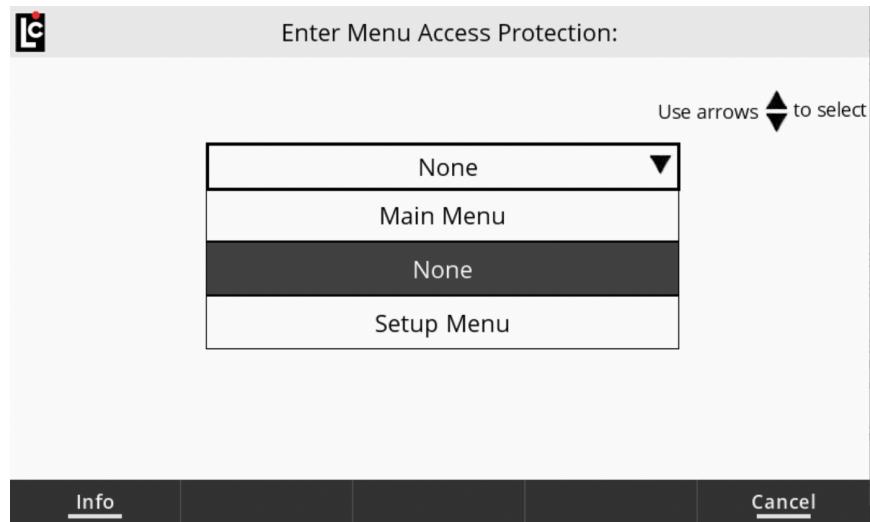 LC
Enter Menu Access Protection:
Use arrows to select
None
Main Menu
None
Setup Menu
Info
Cancel